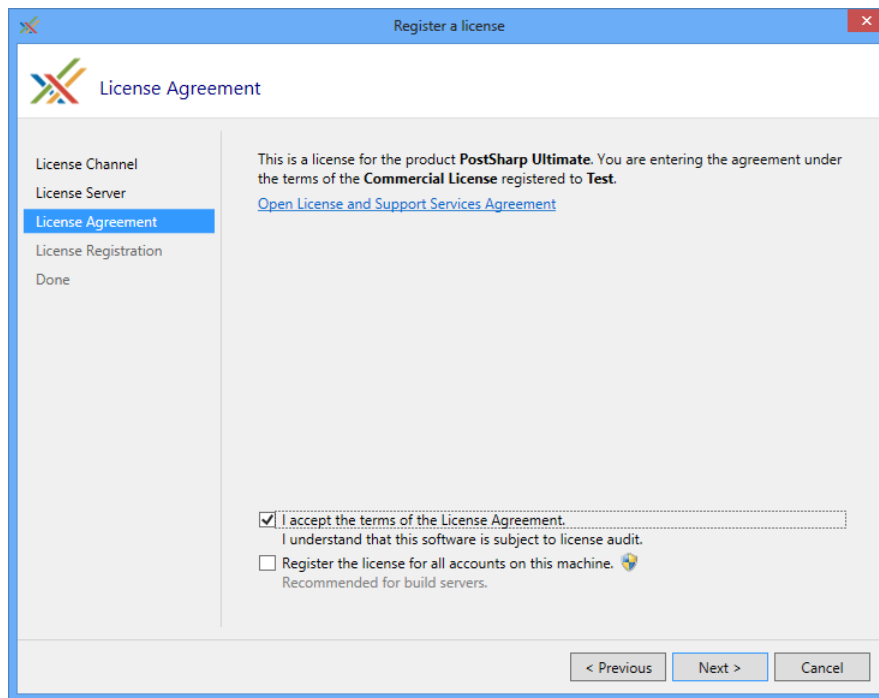 Register a license
License Agreement
License Channel
License Server
License Agreement
License Registration
Done
This is a license for the product PostSharp Ultimate. You are entering the agreement under
the terms of the Commercial License registered to Test.
Open License and Support Services Agreement
I accept the terms of the License Agreement.
I understand that this software is subject to license audit.
Register the license for all accounts on this machine.
Recommended for build servers.
< Previous
Next >
Cancel